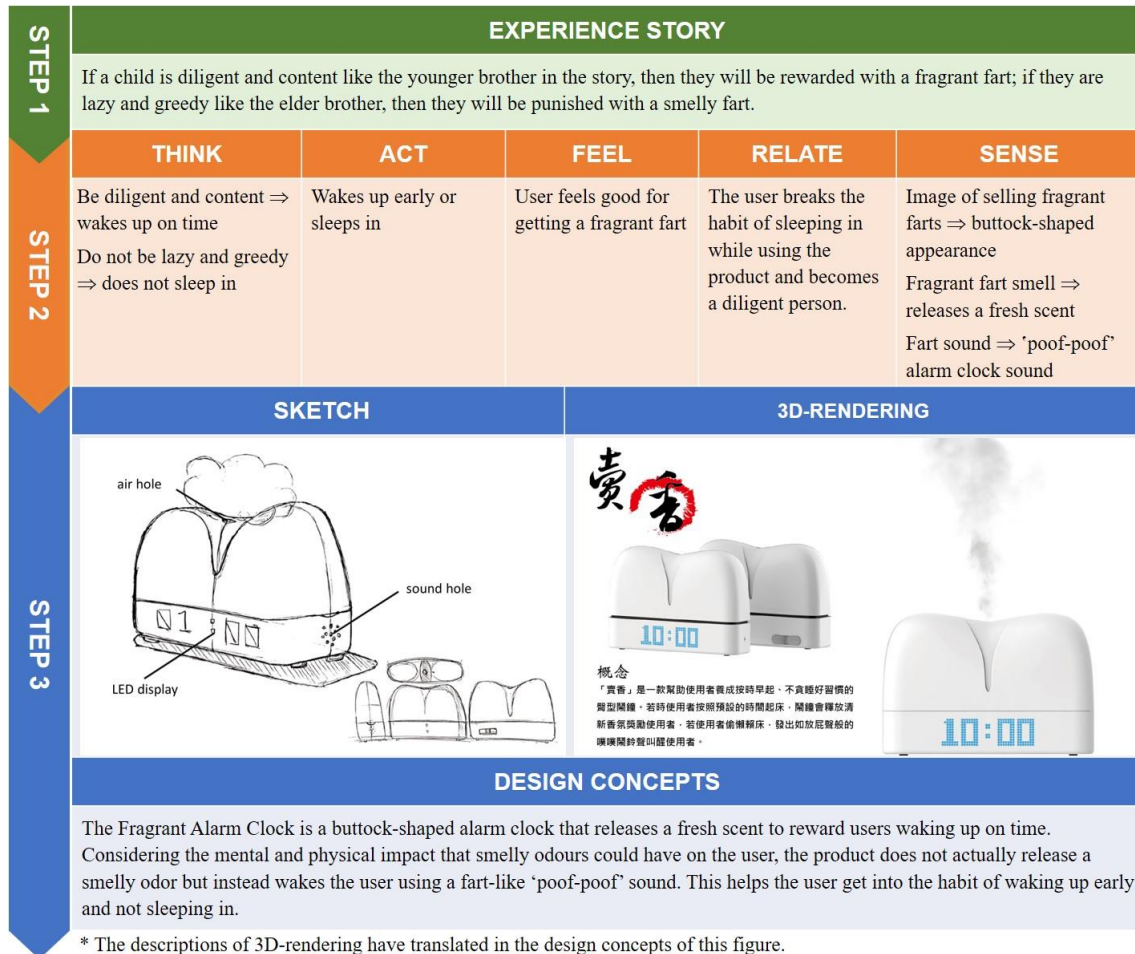 STEP 1
EXPERIENCE STORY
If a child is diligent and content like the younger brother in the story, then they will be rewarded with a fragrant fart; if they are
lazy and greedy like the elder brother, then they will be punished with a smelly fart.
STEP 2
THINK
Be diligent and content ⇒
wakes up on time
Do not be lazy and greedy
⇒ does not sleep in
ACT
Wakes up early or
sleeps in
FEEL
User feels good for
getting a fragrant fart
RELATE
The user breaks the
habit of sleeping in
while using the
product and becomes
a diligent person.
SENSE
Image of selling fragrant
farts ⇒ buttock-shaped
appearance
Fragrant fart smell ⇒
releases a fresh scent
Fart sound ⇒ ‘poof-poof’
alarm clock sound
STEP 3
SKETCH
air hole
sound hole
LED display
01 00
3D-RENDERING
賣香
10:00
10:00
概念
「賣香」是一款幫助使用者養成按時早起、不貪睡好習慣的
臀型鬧鐘。若時使用者按照預設的時間起床，鬧鐘會釋放清
新香氛獎勵使用者，若使用者偷懶賴床，發出如放屁聲般的
噗噗鬧鈴聲叫醒使用者。
DESIGN CONCEPTS
The Fragrant Alarm Clock is a buttock-shaped alarm clock that releases a fresh scent to reward users waking up on time.
Considering the mental and physical impact that smelly odours could have on the user, the product does not actually release a
smelly odor but instead wakes the user using a fart-like ‘poof-poof’ sound. This helps the user get into the habit of waking up early
and not sleeping in.
* The descriptions of 3D-rendering have translated in the design concepts of this figure.